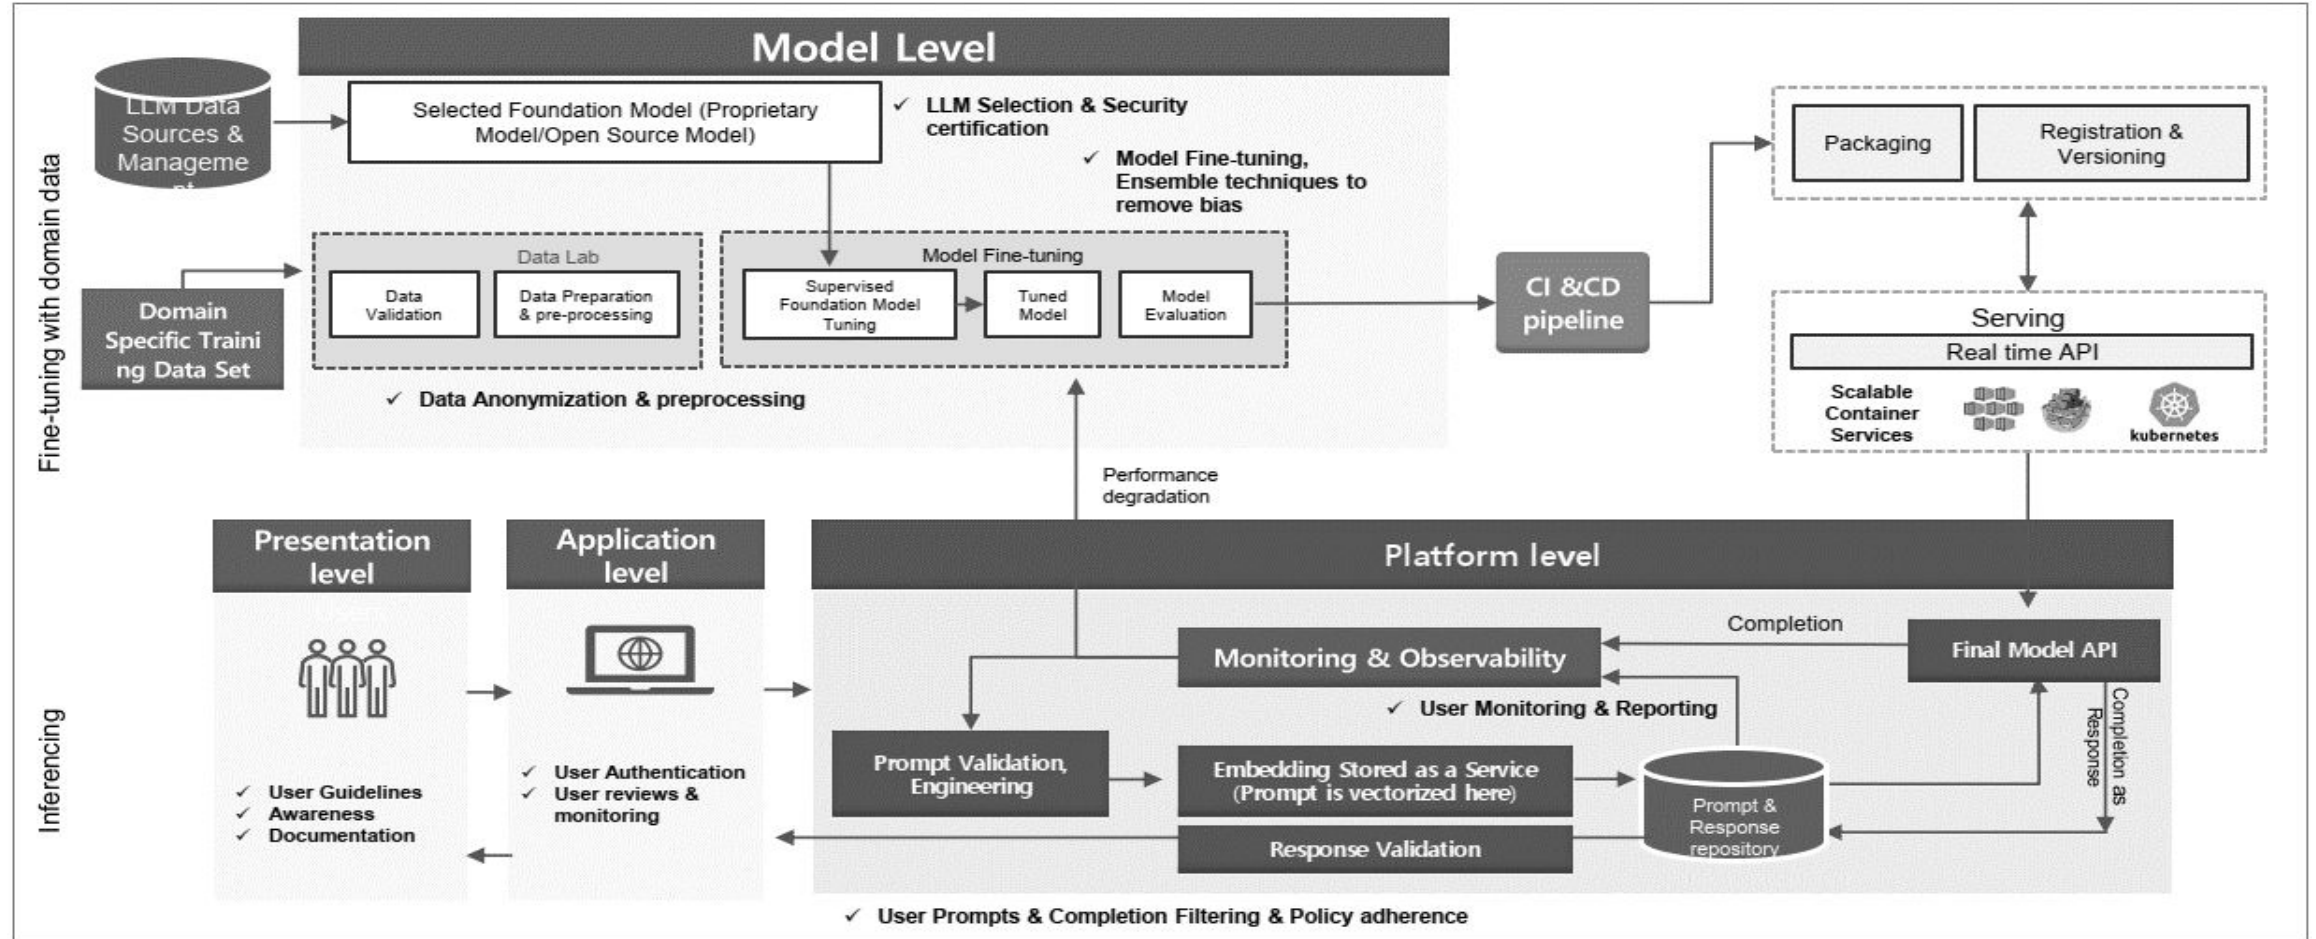 Model Level
LLM Data
Sources &
Manageme
nt
Selected Foundation Model (Proprietary
Model/Open Source Model)
✓ LLM Selection & Security
certification
✓ Model Fine-tuning,
Ensemble techniques to
remove bias
Packaging
Registration &
Versioning
Fine-tuning with domain data
Data Lab
Data
Validation
Data Preparation
& pre-processing
Model Fine-tuning
Supervised
Foundation Model
Tuning
Tuned
Model
Model
Evaluation
CI &CD
pipeline
Domain
Specific Traini
ng Data Set
✓ Data Anonymization & preprocessing
Serving
Real time API
Scalable
Container
Services
kubernetes
Performance
degradation
Presentation
level
Application
level
Platform level
Inferencing
✓ User Guidelines
✓ Awareness
✓ Documentation
✓ User Authentication
✓ User reviews &
monitoring
Monitoring & Observability
Completion
Final Model API
✓ User Monitoring & Reporting
Completion as
Response
Prompt Validation,
Engineering
Embedding Stored as a Service
(Prompt is vectorized here)
Prompt &
Response
repository
Response Validation
✓ User Prompts & Completion Filtering & Policy adherence